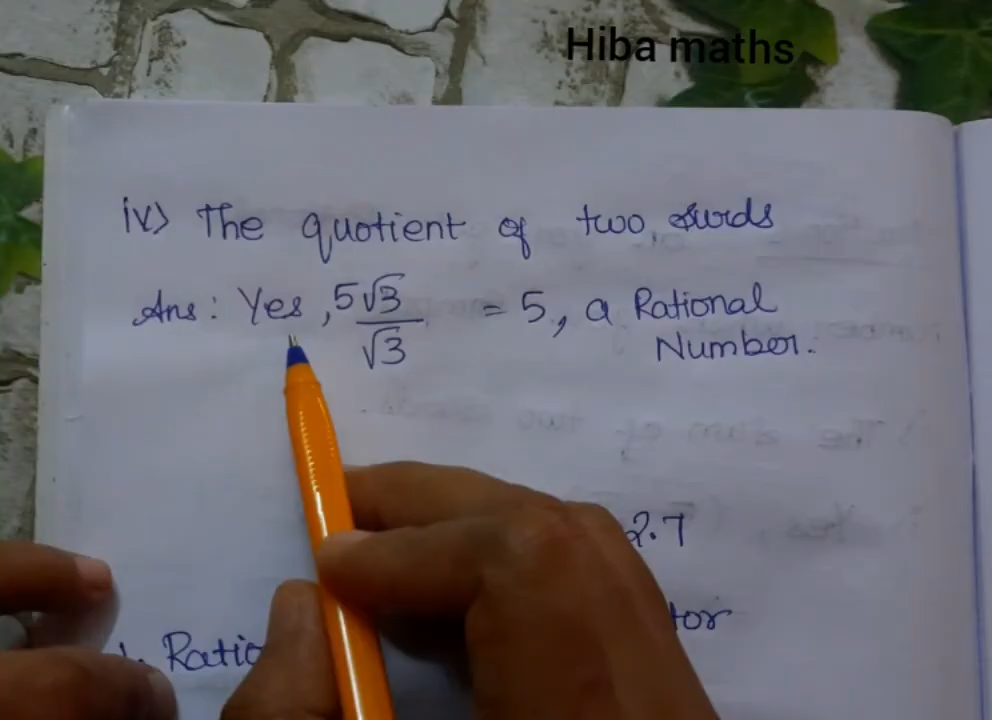 Hiba maths
iv) The quotient of two surds
Ans: Yes, 5√3/√3 = 5, a Rational
Number.
2.7
1. Ratio tor